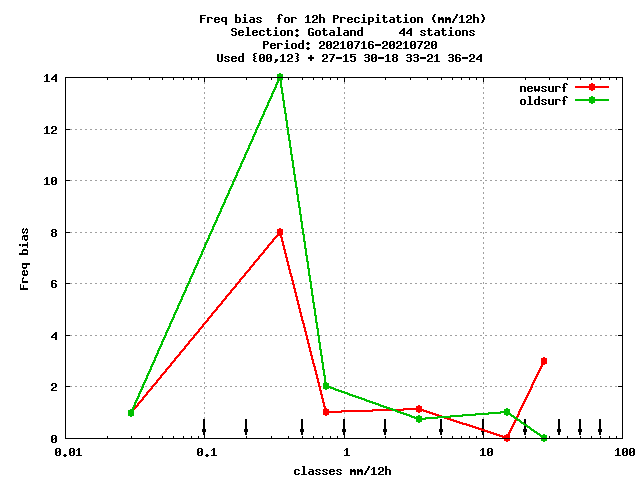 Freq bias  for 12h Precipitation (mm/12h)
Selection: Gotaland     44 stations
Period: 20210716-20210720
Used {00,12} + 27-15 30-18 33-21 36-24
newsurf
oldsurf
14
12
10
8
6
4
2
0
Freq bias
0.01 0.1 1 10 100
classes mm/12h